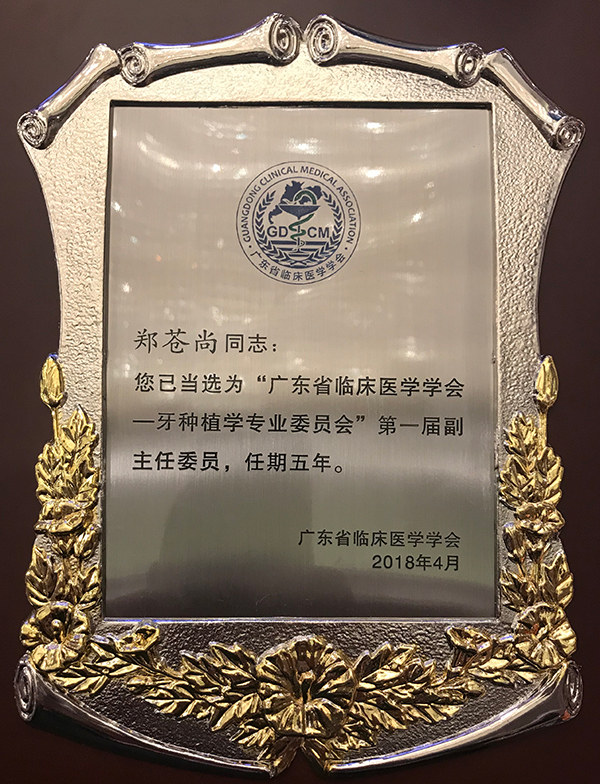 GUANGDONG CLINICAL MEDICAL ASSOCIATION
GD CM
广东省临床医学学会
郑苍尚同志：
您已当选为“广东省临床医学学会
—牙种植学专业委员会”第一届副
主任委员，任期五年。
广东省临床医学学会
2018年4月